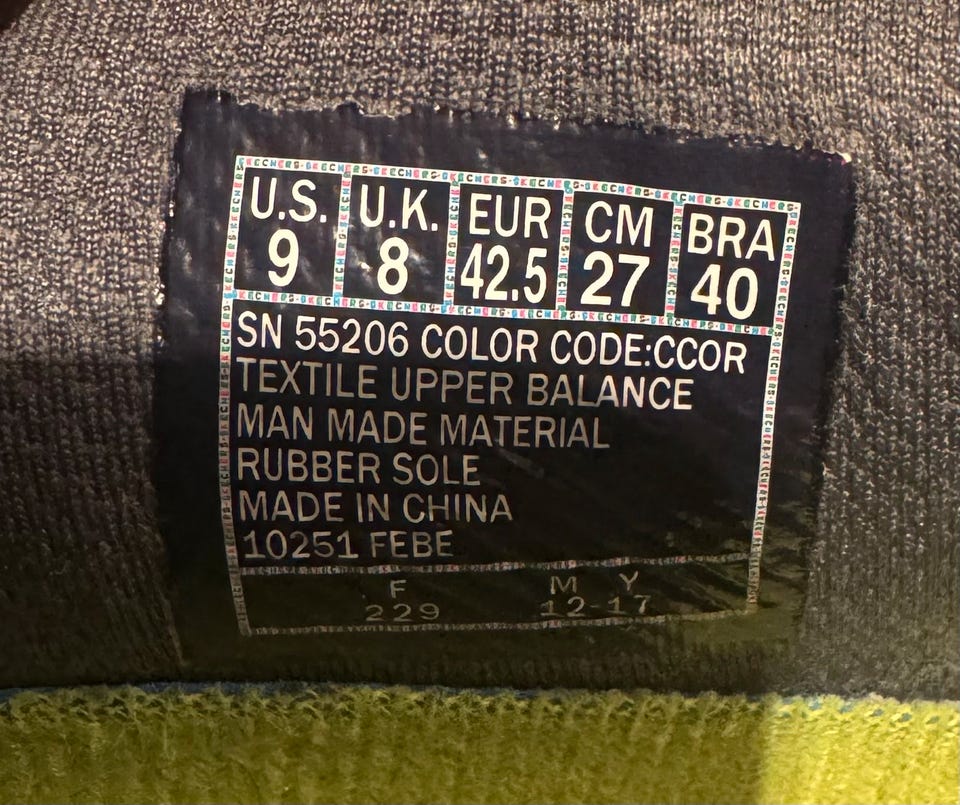 U.S. U.K. EUR CM BRA
9 8 42.5 27 40
SN 55206 COLOR CODE:CCOR
TEXTILE UPPER BALANCE
MAN MADE MATERIAL
RUBBER SOLE
MADE IN CHINA
10251 FEBE
F M Y
229 12-17